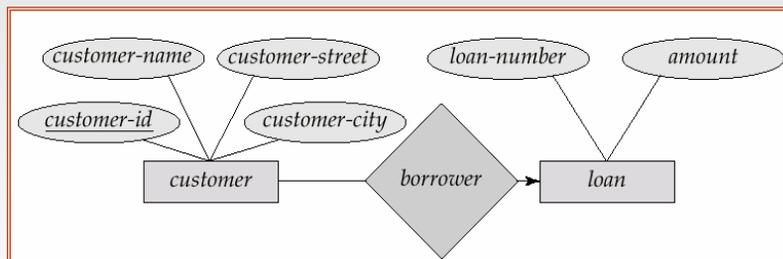 customer-name
customer-street
loan-number
amount
customer-id
customer-city
customer
borrower
loan